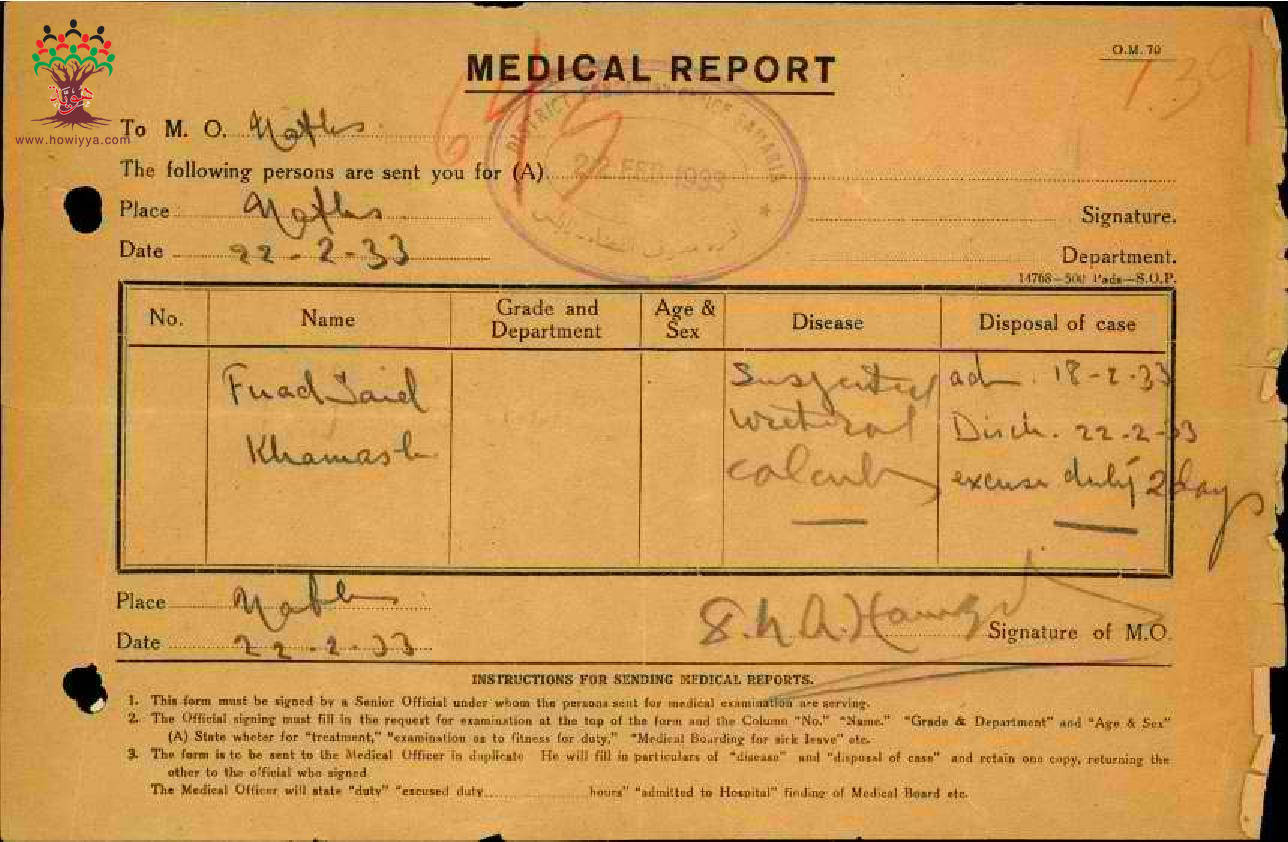 www.howiyya.com
O.M. 70
MEDICAL REPORT
To M. O. Nablus
The following persons are sent you for (A)
DISTRICT OFFICE SAMARIA
22 FEB 1933
Place Nablus
Signature.
Date 22-2-33
Department.
14768—500 Pads—S.O.P.
No. Name Grade and Department Age & Sex Disease Disposal of case
Fuad Said Suspected adm. 18-2-33
Khamash ureteral Disch. 22-2-33
calculus excuse duty 2 days
Place Nablus
Signature of M.O.
Date 22-2-33
INSTRUCTIONS FOR SENDING MEDICAL REPORTS.
1. This form must be signed by a Senior Official under whom the persons sent for medical examination are serving.
2. The Official signing must fill in the request for examination at the top of the form and the Column "No." "Name." "Grade & Department" and "Age & Sex"
(A) State wheter for "treatment," "examination as to fitness for duty," "Medical Boarding for sick leave" etc.
3. The form is to be sent to the Medical Officer in duplicate He will fill in particulars of "disease" and "disposal of case" and retain one copy, returning the
other to the official who signed
The Medical Officer will state "duty" "excused duty............hours" "admitted to Hospital" finding of Medical Board etc.